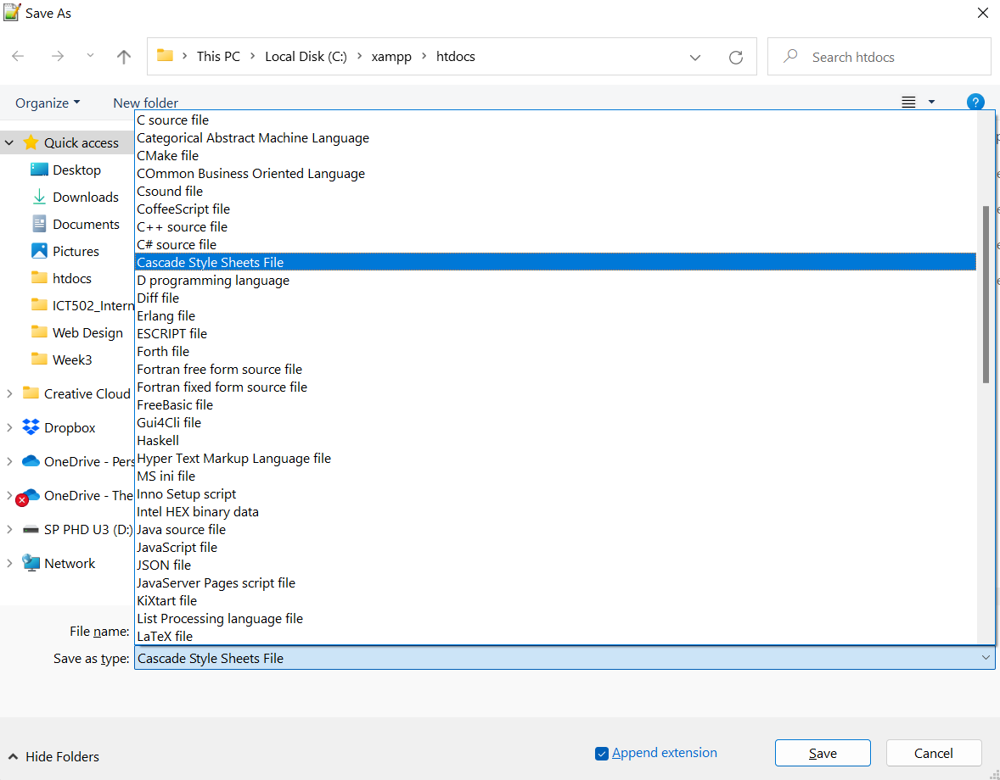 Save As
This PC > Local Disk (C:) > xampp > htdocs
Search htdocs
Organize
New folder
?
Quick access
Desktop
Downloads
Documents
Pictures
htdocs
ICT502_Intern
Web Design
Week3
Creative Cloud
Dropbox
OneDrive - Pers
OneDrive - The
SP PHD U3 (D:)
Network
C source file
Categorical Abstract Machine Language
CMake file
COmmon Business Oriented Language
Csound file
CoffeeScript file
C++ source file
C# source file
Cascade Style Sheets File
D programming language
Diff file
Erlang file
ESCRIPT file
Forth file
Fortran free form source file
Fortran fixed form source file
FreeBasic file
Gui4Cli file
Haskell
Hyper Text Markup Language file
MS ini file
Inno Setup script
Intel HEX binary data
Java source file
JavaScript file
JSON file
JavaServer Pages script file
KiXtart file
List Processing language file
LaTeX file
File name:
Save as type: Cascade Style Sheets File
Hide Folders
Append extension
Save
Cancel